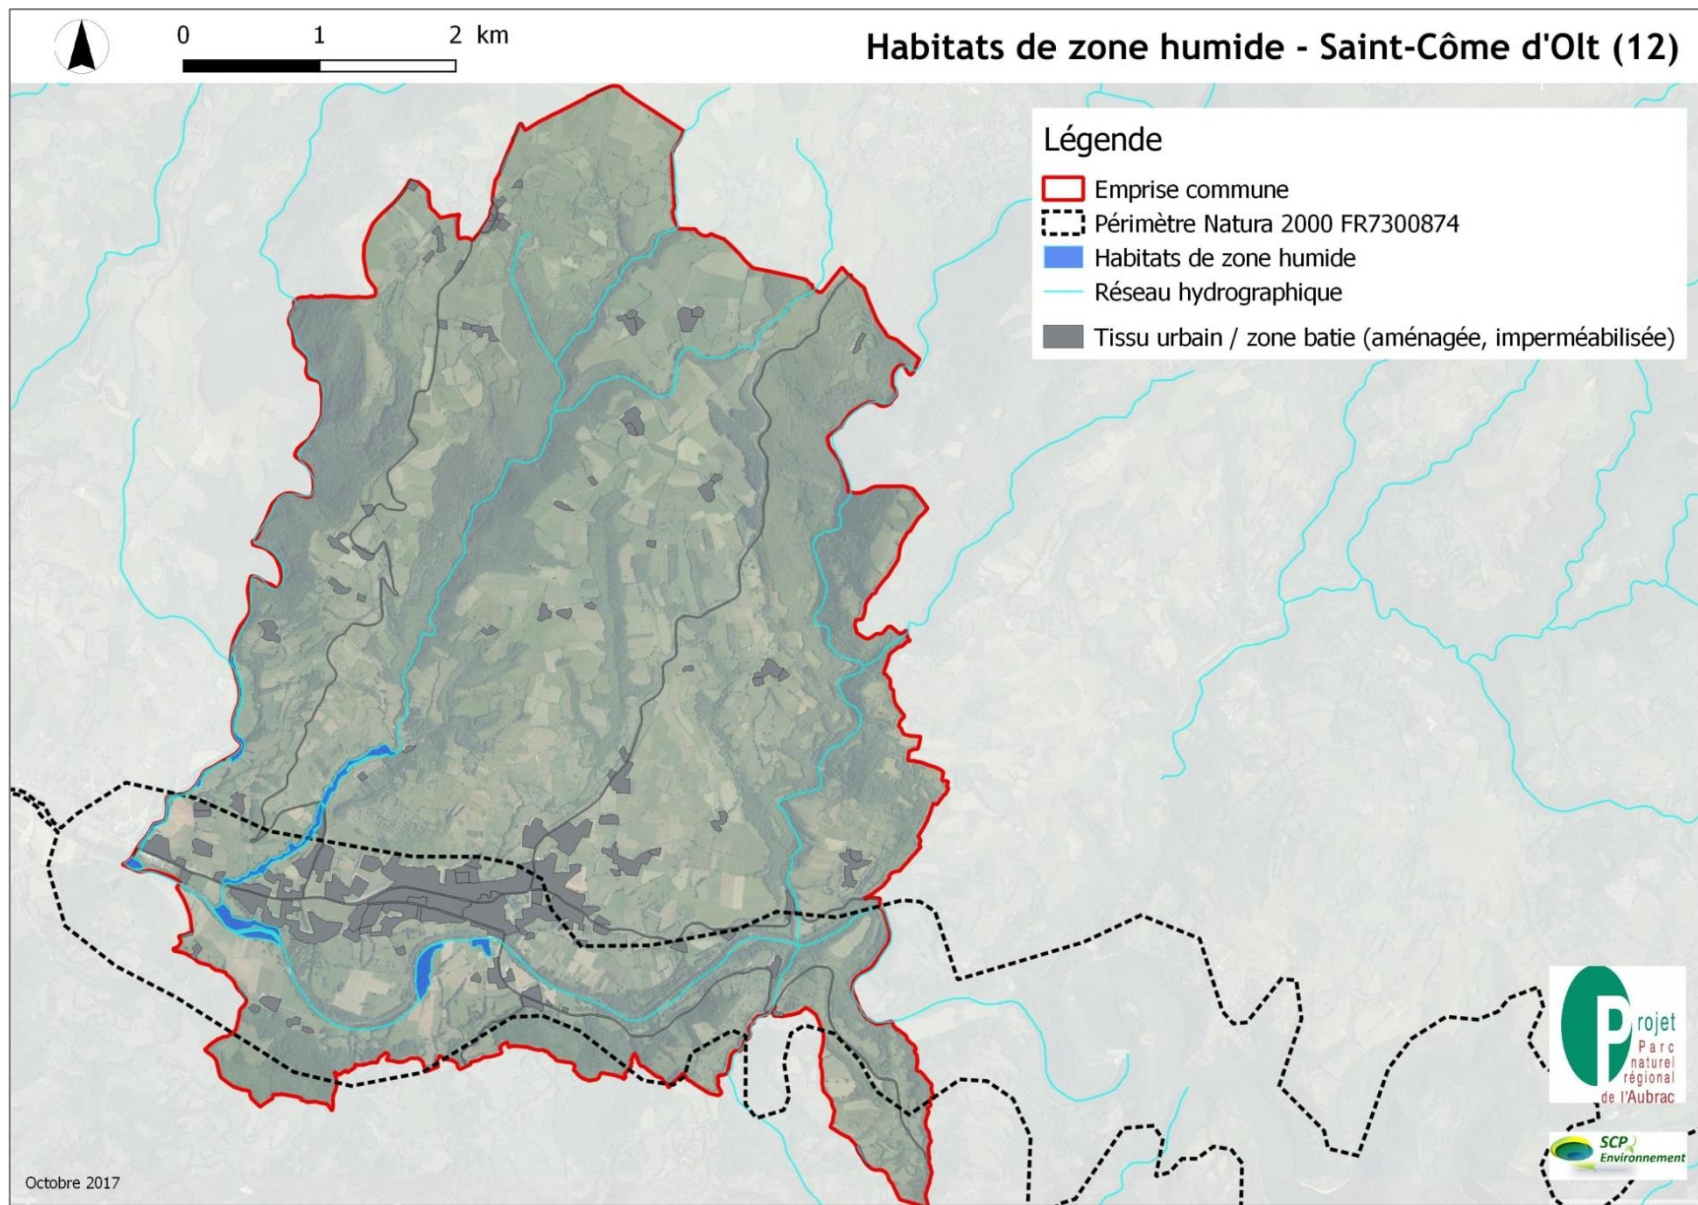 0 1 2 km
Habitats de zone humide - Saint-Côme d'Olt (12)
Légende
Emprise commune
Périmètre Natura 2000 FR7300874
Habitats de zone humide
Réseau hydrographique
Tissu urbain / zone batie (aménagée, imperméabilisée)
Projet
Parc
naturel
régional
de l'Aubrac
SCP
Environnement
Octobre 2017